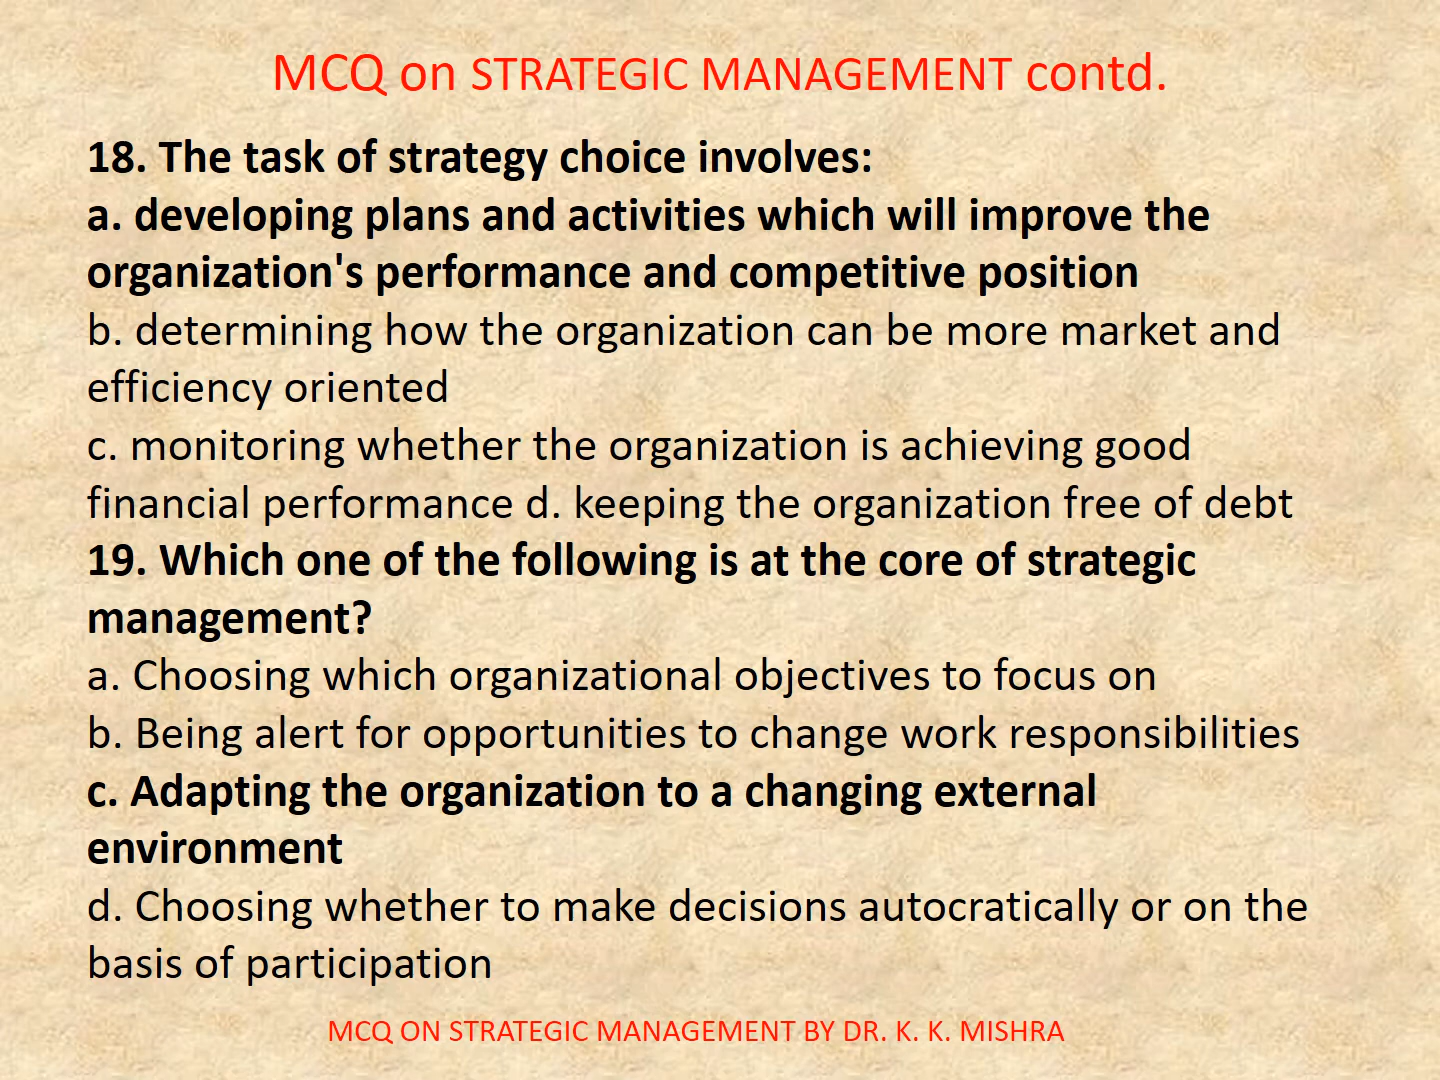 MCQ on STRATEGIC MANAGEMENT contd.
18. The task of strategy choice involves:
a. developing plans and activities which will improve the
organization's performance and competitive position
b. determining how the organization can be more market and
efficiency oriented
c. monitoring whether the organization is achieving good
financial performance d. keeping the organization free of debt
19. Which one of the following is at the core of strategic
management?
a. Choosing which organizational objectives to focus on
b. Being alert for opportunities to change work responsibilities
c. Adapting the organization to a changing external
environment
d. Choosing whether to make decisions autocratically or on the
basis of participation
MCQ ON STRATEGIC MANAGEMENT BY DR. K. K. MISHRA